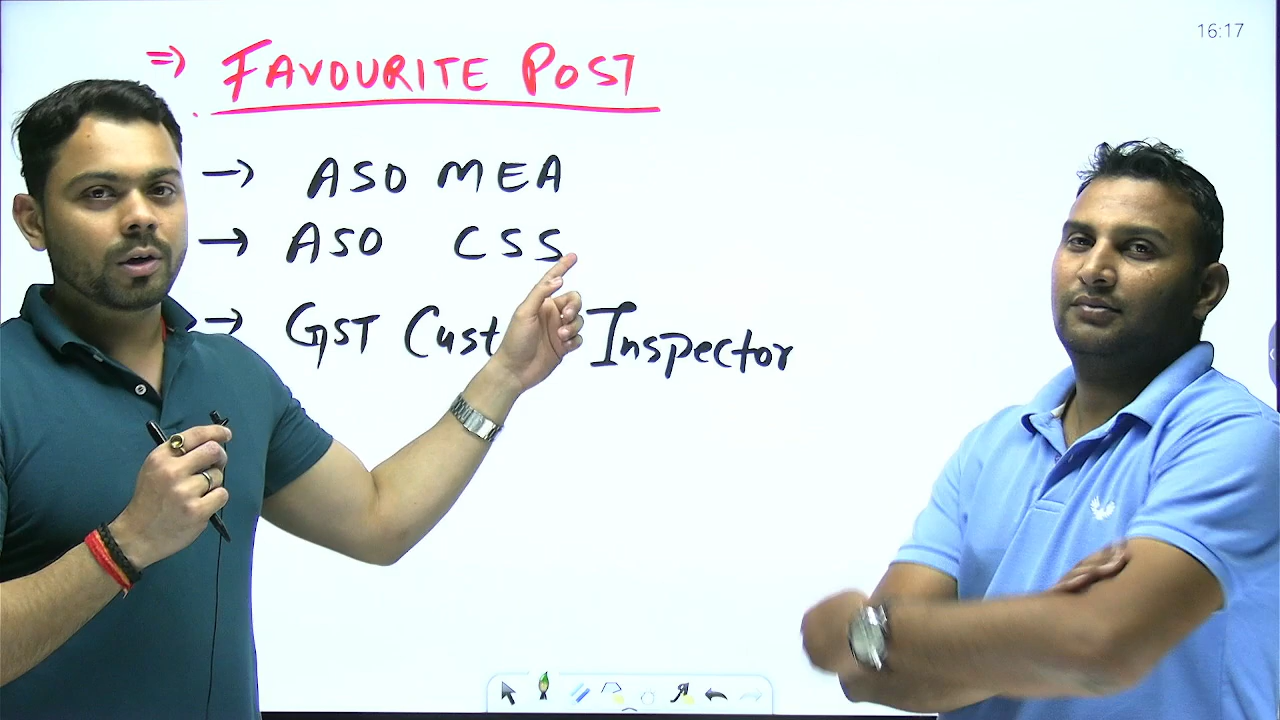 16:17
⇒ FAVOURITE POST
→ ASO MEA
→ ASO CSS
→ GST Cust Inspector